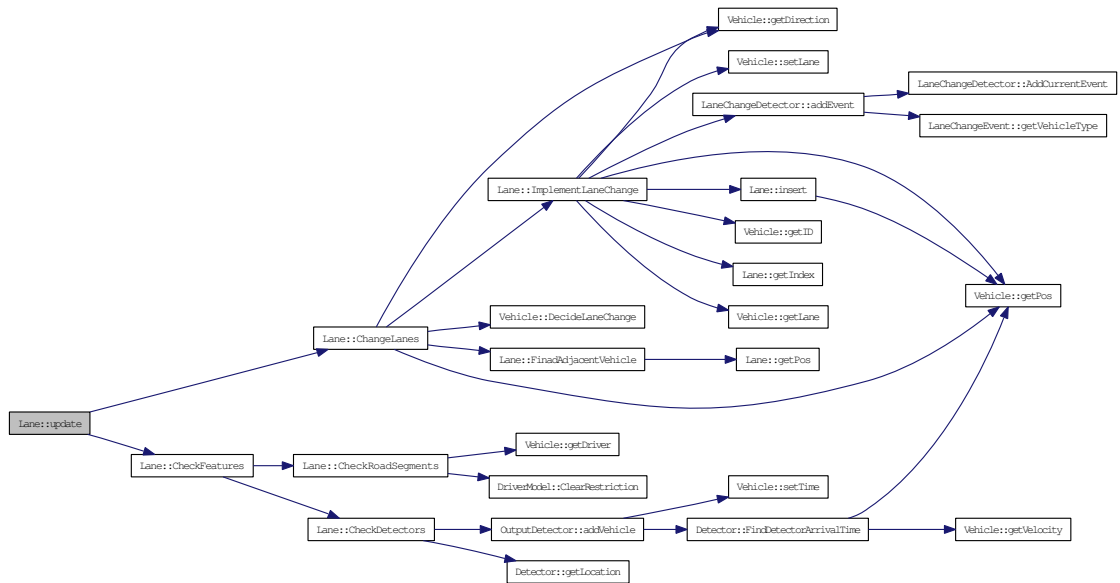 Vehicle::getDirection
Vehicle::setLane
LaneChangeDetector::AddCurrentEvent
LaneChangeDetector::addEvent
LaneChangeEvent::getVehicleType
Lane::ImplementLaneChange
Lane::insert
Vehicle::getID
Lane::getIndex
Vehicle::getPos
Vehicle::getLane
Vehicle::DecideLaneChange
Lane::ChangeLanes
Lane::FinadAdjacentVehicle
Lane::getPos
Lane::update
Vehicle::getDriver
Lane::CheckFeatures
Lane::CheckRoadSegments
DriverModel::ClearRestriction
Vehicle::setTime
Lane::CheckDetectors
OutputDetector::addVehicle
Detector::FindDetectorArrivalTime
Vehicle::getVelocity
Detector::getLocation